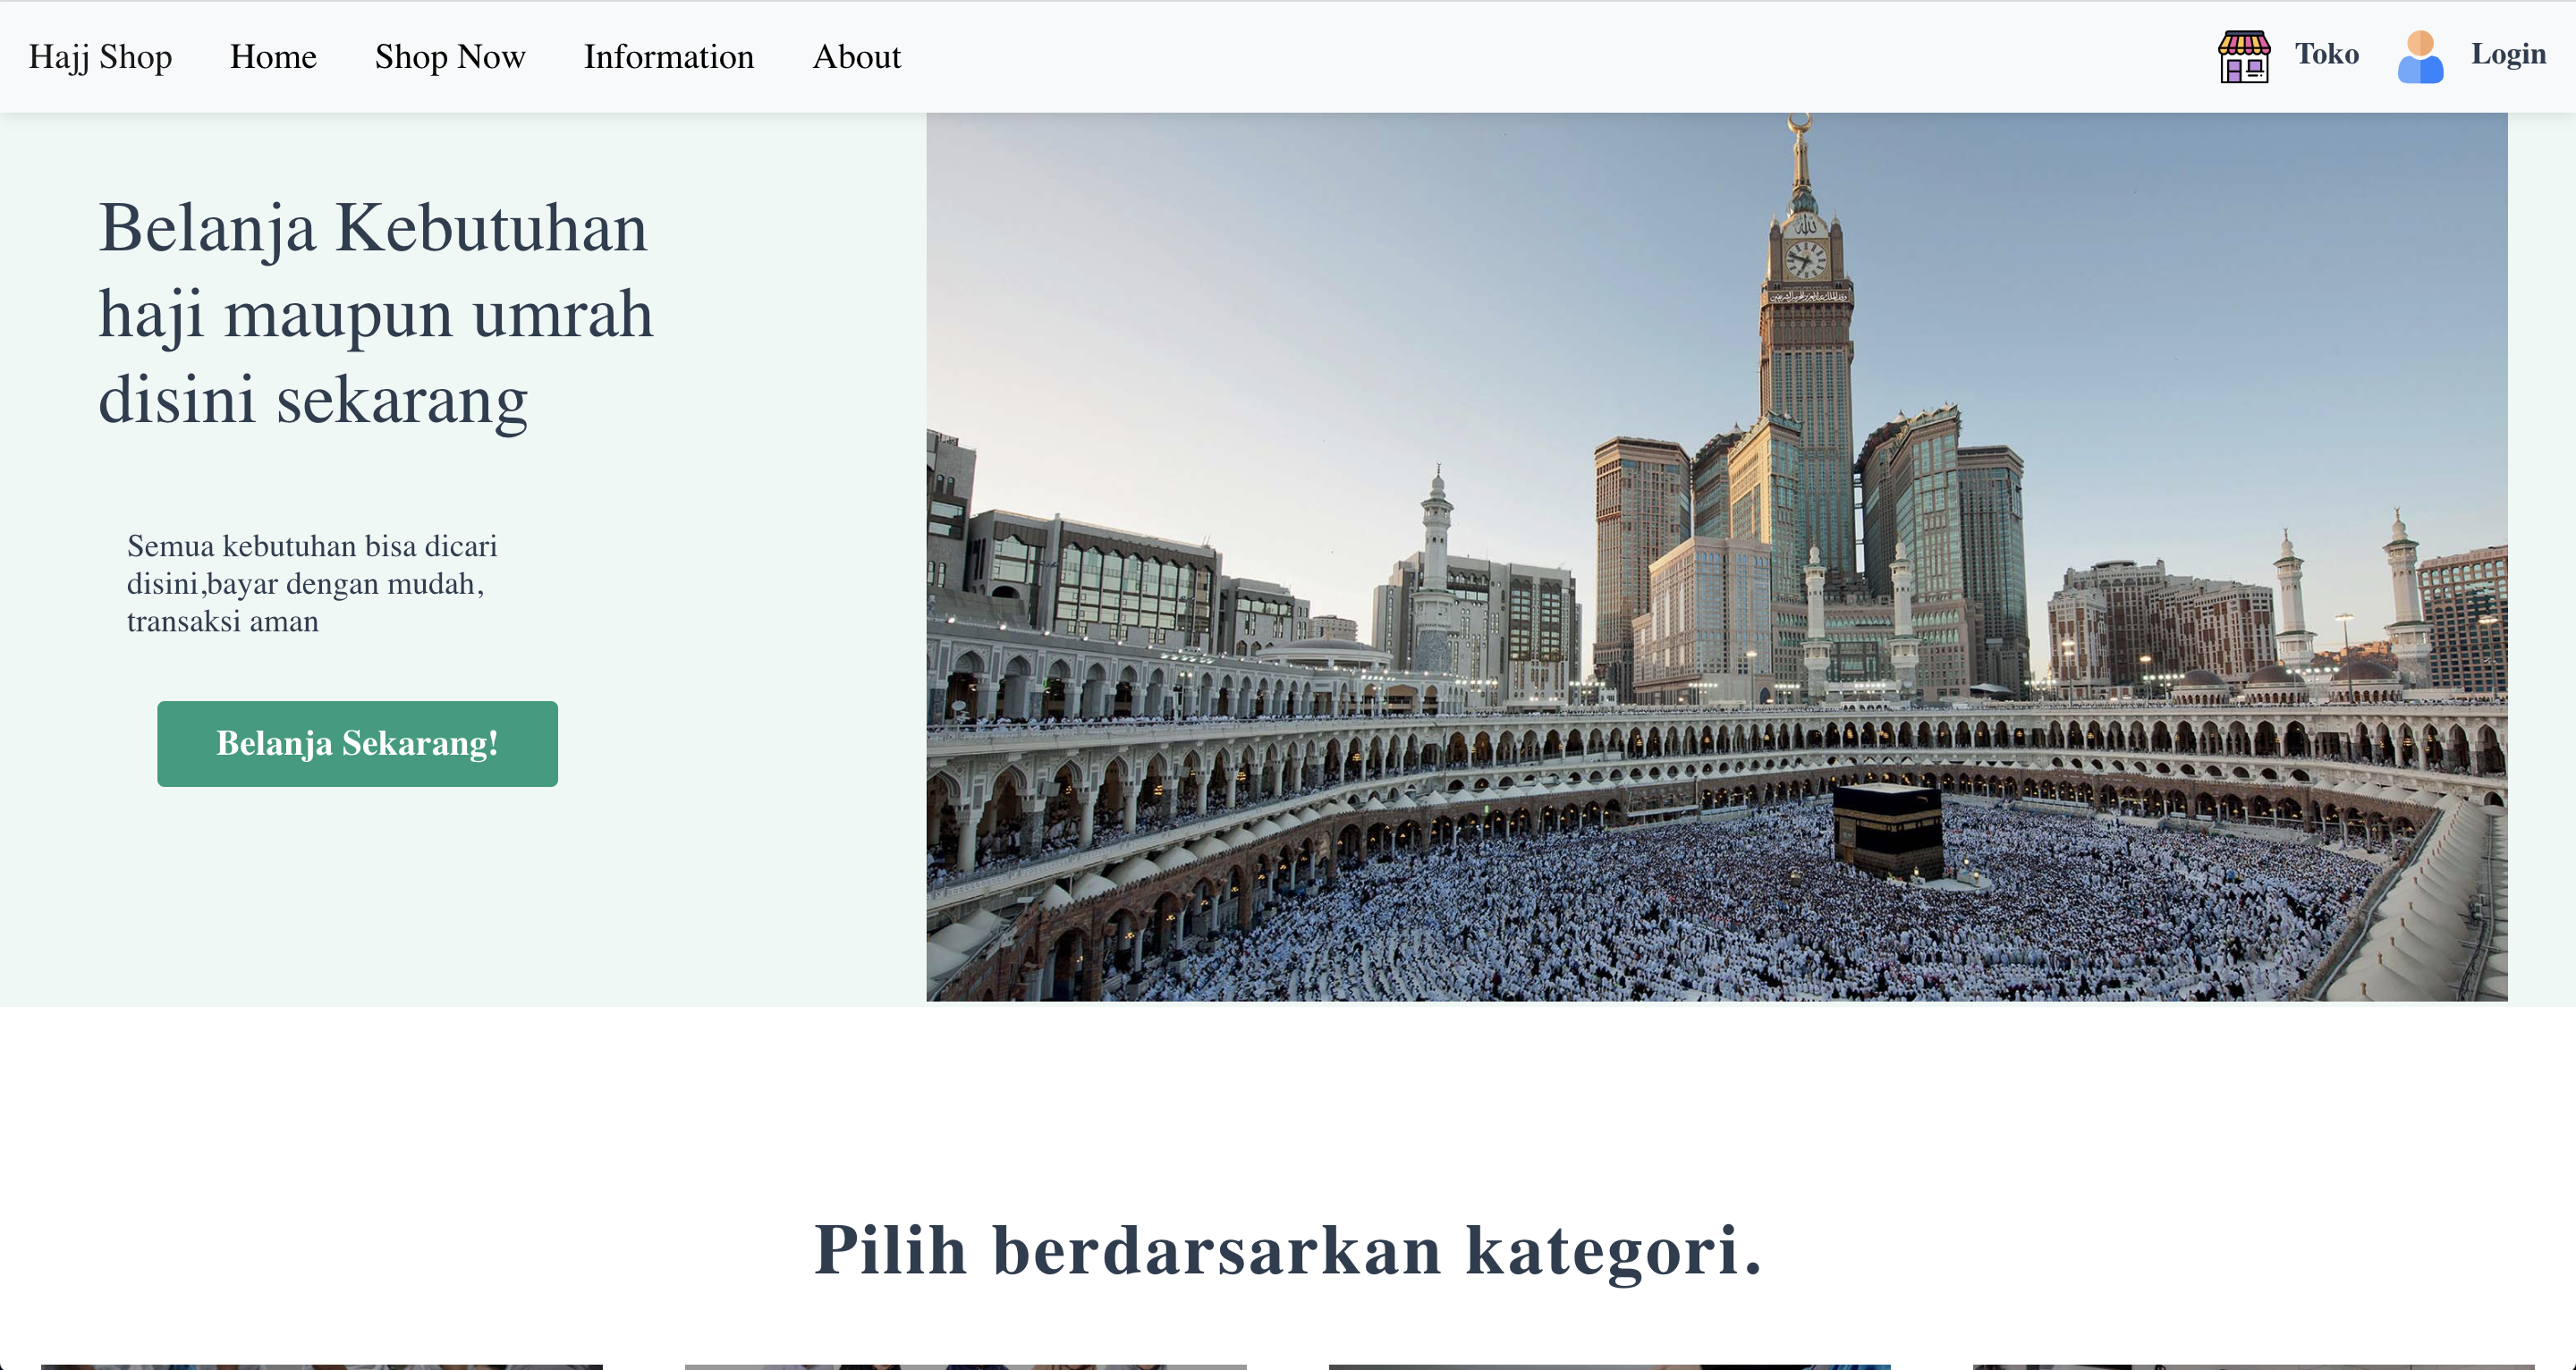 Hajj Shop Home Shop Now Information About Toko Login
Belanja Kebutuhan
haji maupun umrah
disini sekarang
Semua kebutuhan bisa dicari
disini,bayar dengan mudah,
transaksi aman
Belanja Sekarang!
Pilih berdarsarkan kategori.